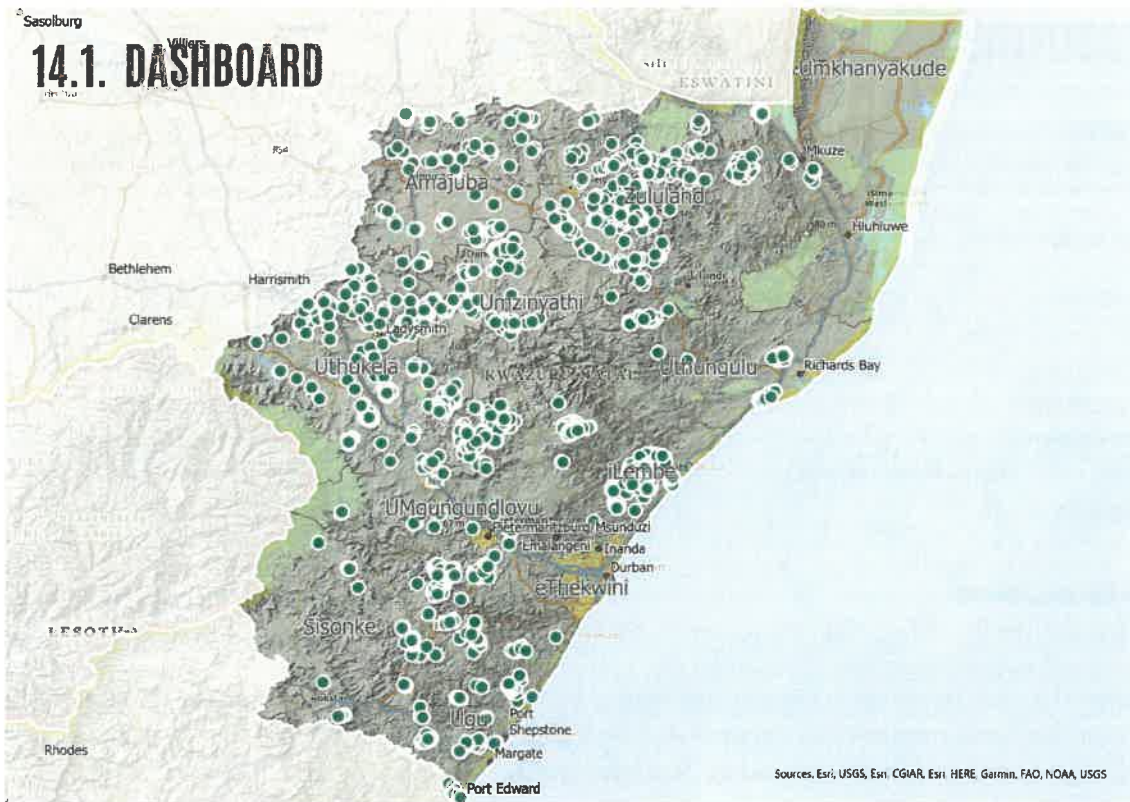 Sasolburg
Villiers
14.1. DASHBOARD
ESWATINI
Umkhanyakude
Mkuze
Amajuba
Zululand
Hluhluwe
Bethlehem
Harrismith
Umzinyathi
Clarens
Ladysmith
Uthukela
KWAZULU-NATAL
Uthungulu
Richards Bay
iLembe
UMgungundlovu
Pietermaritzburg/Msunduzi
Emalangeni
Inanda
Durban
eThekwini
LESOTHO
Sisonke
Ugu
Port
Shepstone
Rhodes
Margate
Port Edward
Sources, Esri, USGS, Esri, CGIAR, Esri, HERE, Garmin, FAO, NOAA, USGS